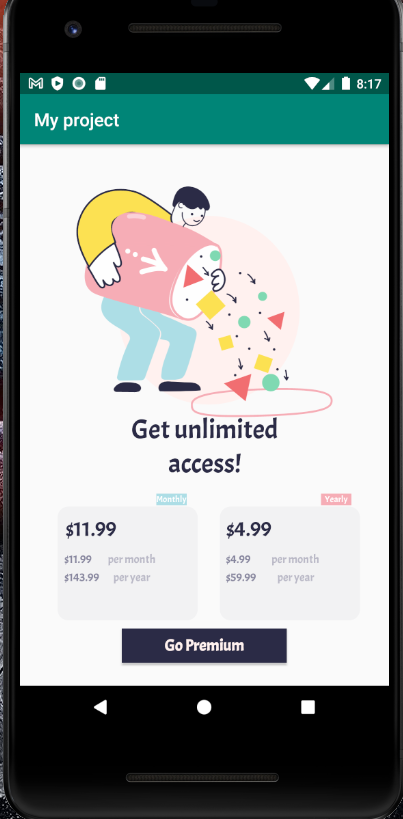 8:17
My project
Get unlimited
access!
Monthly
Yearly
$11.99
$4.99
$11.99 per month
$4.99 per month
$143.99 per year
$59.99 per year
Go Premium